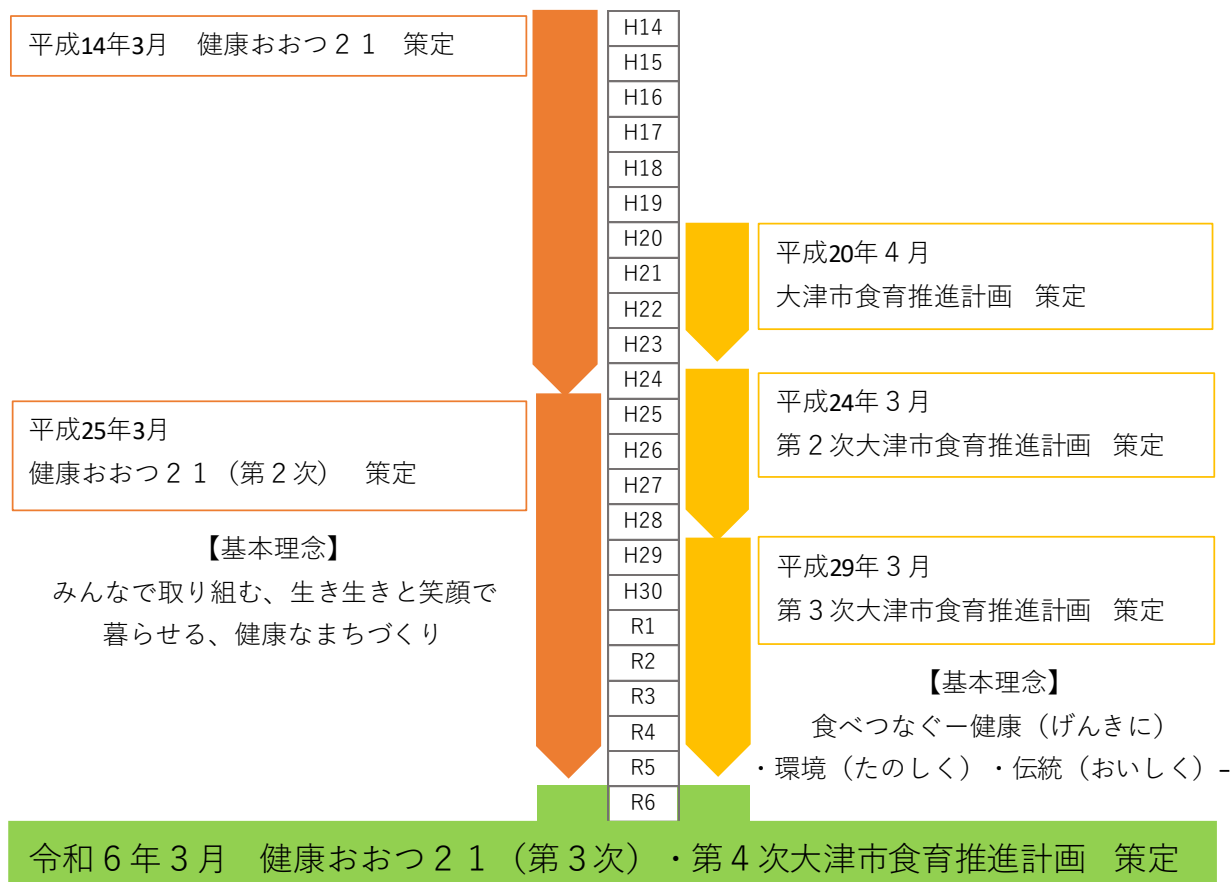 平成14年3月　健康おおつ２１　策定
H14
H15
H16
H17
H18
H19
H20
H21
H22
H23
H24
H25
H26
H27
H28
H29
H30
R1
R2
R3
R4
R5
R6
平成20年４月
大津市食育推進計画　策定
平成24年３月
第２次大津市食育推進計画　策定
平成25年3月
健康おおつ２１（第２次）　策定
【基本理念】
みんなで取り組む、生き生きと笑顔で
暮らせる、健康なまちづくり
平成29年３月
第３次大津市食育推進計画　策定
【基本理念】
食べつなぐー健康（げんきに）
・環境（たのしく）・伝統（おいしく）-
令和６年３月　健康おおつ２１（第３次）・第４次大津市食育推進計画　策定